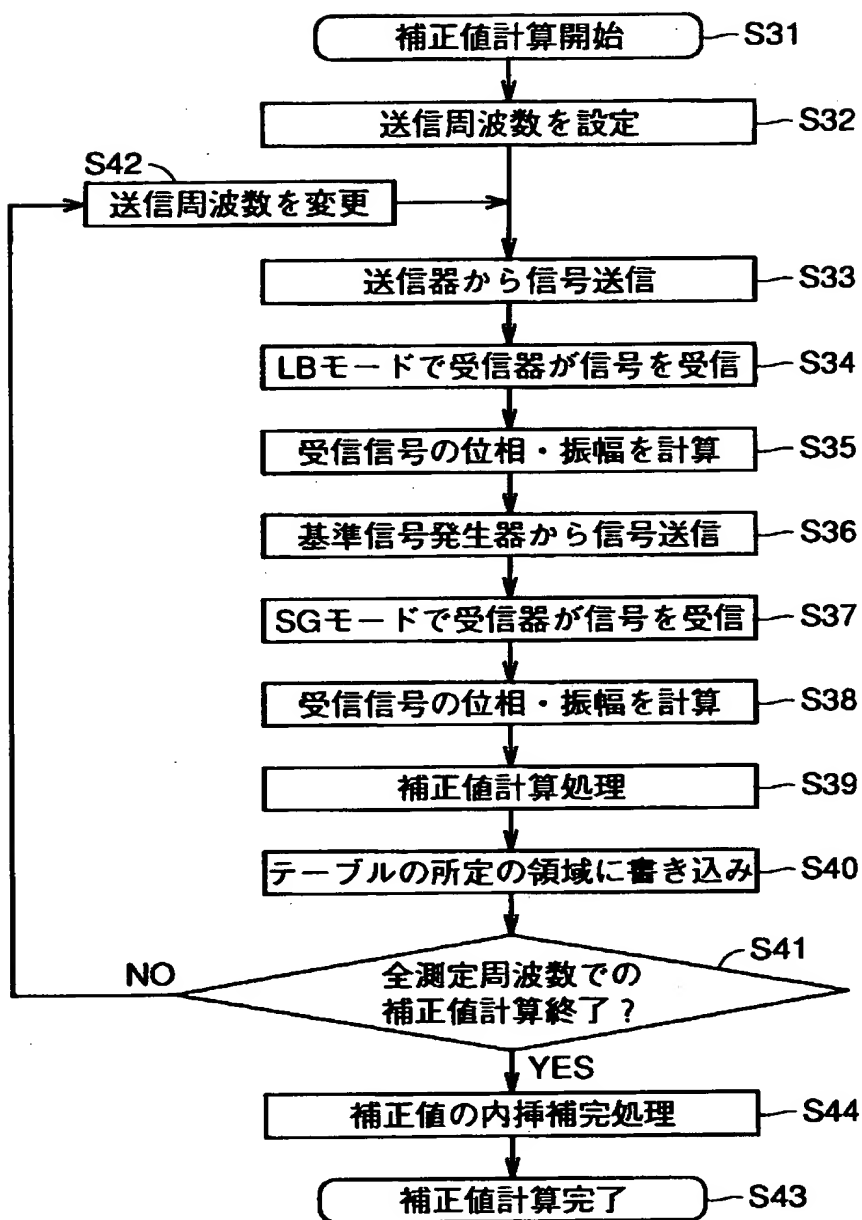 補正値計算開始 S31
送信周波数を設定 S32
S42
送信周波数を変更
送信器から信号送信 S33
LBモードで受信器が信号を受信 S34
受信信号の位相・振幅を計算 S35
基準信号発生器から信号送信 S36
SGモードで受信器が信号を受信 S37
受信信号の位相・振幅を計算 S38
補正値計算処理 S39
テーブルの所定の領域に書き込み S40
S41
NO
全測定周波数での
補正値計算終了?
YES
補正値の内挿補完処理 S44
補正値計算完了 S43